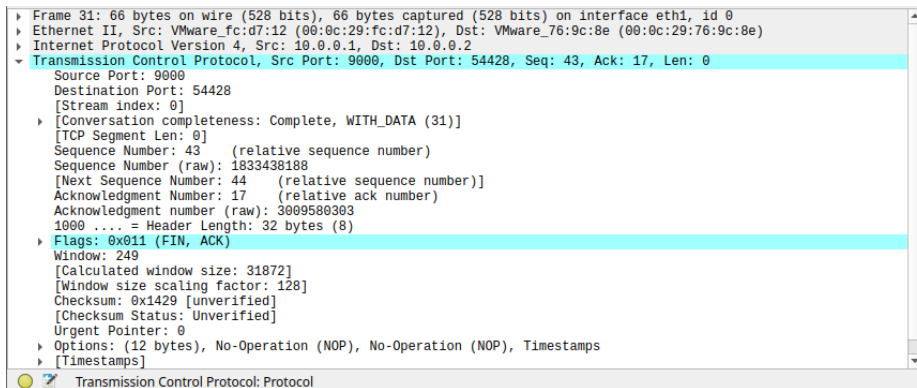 Frame 31: 66 bytes on wire (528 bits), 66 bytes captured (528 bits) on interface eth1, id 0
Ethernet II, Src: VMware_fc:d7:12 (00:0c:29:fc:d7:12), Dst: VMware_76:9c:8e (00:0c:29:76:9c:8e)
Internet Protocol Version 4, Src: 10.0.0.1, Dst: 10.0.0.2
Transmission Control Protocol, Src Port: 9000, Dst Port: 54428, Seq: 43, Ack: 17, Len: 0
Source Port: 9000
Destination Port: 54428
[Stream index: 0]
[Conversation completeness: Complete, WITH_DATA (31)]
[TCP Segment Len: 0]
Sequence Number: 43    (relative sequence number)
Sequence Number (raw): 1833438188
[Next Sequence Number: 44    (relative sequence number)]
Acknowledgment Number: 17    (relative ack number)
Acknowledgment number (raw): 3009580303
1000 .... = Header Length: 32 bytes (8)
Flags: 0x011 (FIN, ACK)
Window: 249
[Calculated window size: 31872]
[Window size scaling factor: 128]
Checksum: 0x1429 [unverified]
[Checksum Status: Unverified]
Urgent Pointer: 0
Options: (12 bytes), No-Operation (NOP), No-Operation (NOP), Timestamps
[Timestamps]
Transmission Control Protocol: Protocol